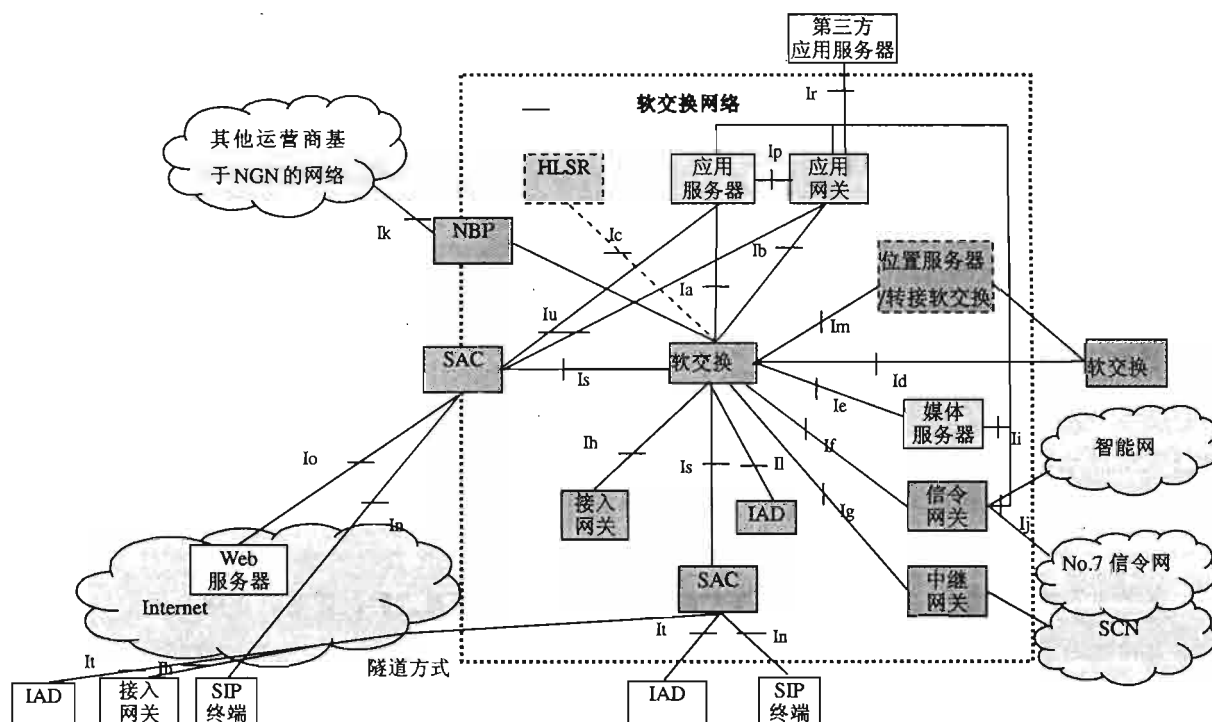 第三方
应用服务器
Ir
软交换网络
其他运营商基
于NGN的网络
HLSR
应用
服务器
Ip
应用
网关
Ik
NBP
Ic
Ib
位置服务器
/转接软交换
Ia
Iu
Im
SAC
Is
软交换
Id
软交换
Ie
媒体
服务器
Ii
智能网
Ih
If
Io
Is
Il
接入
网关
IAD
Ig
信令
网关
Ij
In
Web
服务器
No.7 信令网
SAC
中继
网关
Internet
SCN
It
In
It
Ih
隧道方式
IAD
接入
网关
SIP
终端
IAD
SIP
终端